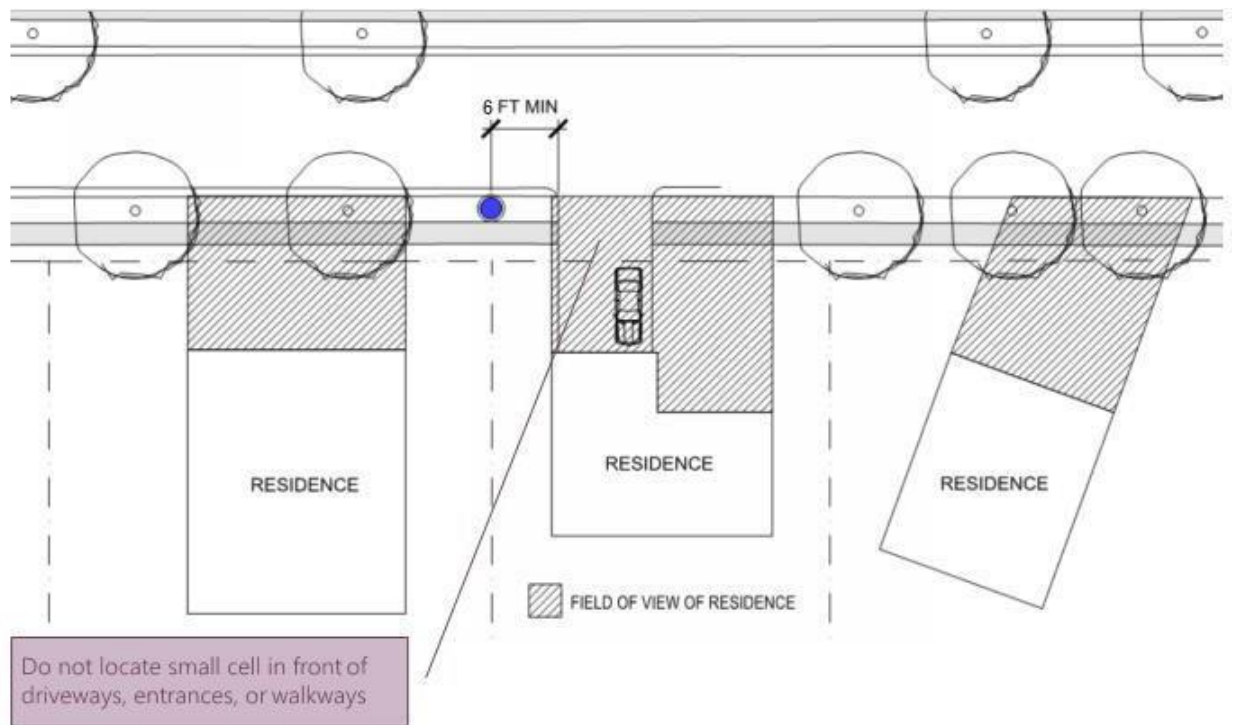 6 FT MIN
RESIDENCE
RESIDENCE
RESIDENCE
FIELD OF VIEW OF RESIDENCE
Do not locate small cell in front of
driveways, entrances, or walkways